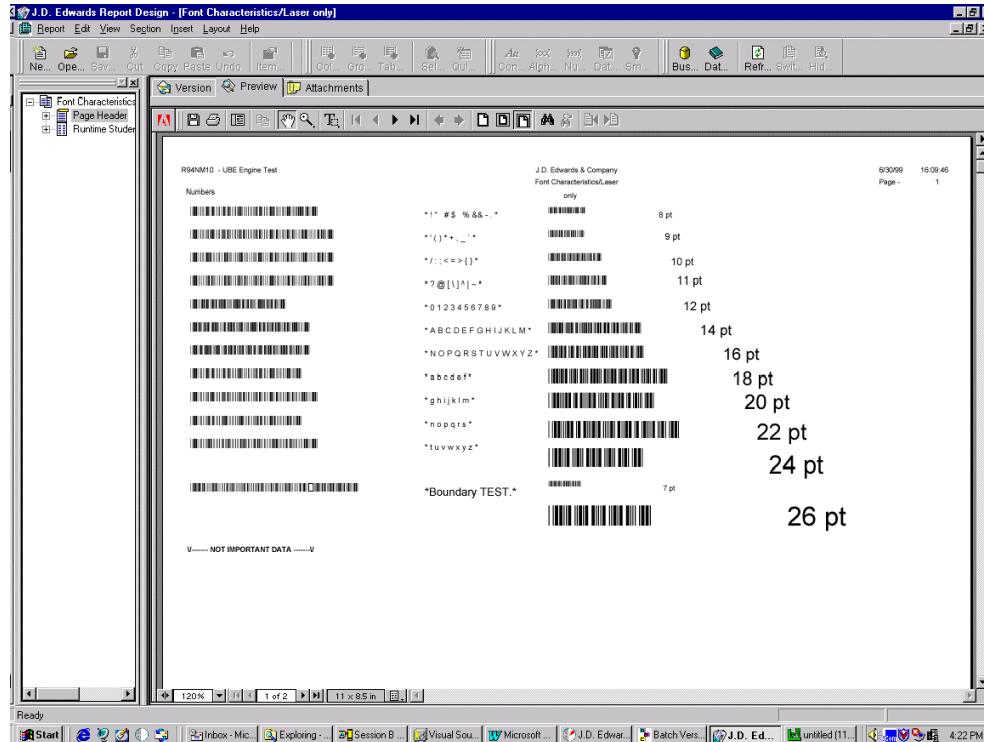 J.D. Edwards Report Design - [Font Characteristics/Laser only]
Report Edit View Section Insert Layout Help
Ne... Ope... Sav... Cut Copy Paste Undo Item... Col... Gro... Tab... Sel... Qui... Con... Alph... Nu... Dat... Sm... Bus... Dat... Refr... Swit... Hid...
Version Preview Attachments
Font Characteristics
Page Header
Runtime Studer
R94NM10 - UBE Engine Test J.D. Edwards & Company 6/30/99 16:09:46
Font Characteristics/Laser Page - 1
Numbers only
*!" #$ %&&-.* 8 pt
*'()*+,_`* 9 pt
*/:;<=>{}* 10 pt
*?@[\]^|~* 11 pt
*0123456789* 12 pt
*ABCDEFGHIJKLM* 14 pt
*NOPQRSTUVWXYZ* 16 pt
*abcdef* 18 pt
*ghijklm* 20 pt
*nopqrs* 22 pt
*tuvwxyz* 24 pt
*Boundary TEST.* 7 pt
26 pt
\/------- NOT IMPORTANT DATA -------\/
120% 1 of 2 11 x 8.5 in
Ready
Start Inbox - Mic... Exploring - ... Session B ... Visual Sou... Microsoft ... J.D. Edwar... Batch Vers... J.D. Ed... untitled (11... 4:22 PM